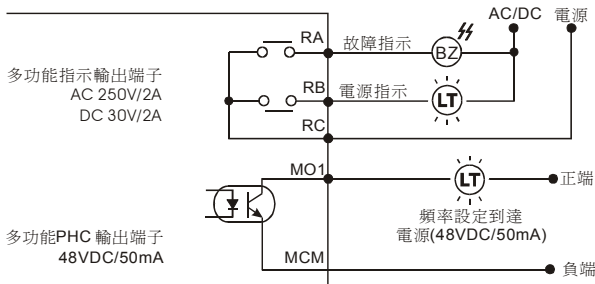 AC/DC 電源
RA 故障指示
BZ
多功能指示輸出端子
AC 250V/2A
DC 30V/2A
RB 電源指示
LT
RC
MO1
LT
正端
頻率設定到達
電源(48VDC/50mA)
多功能PHC 輸出端子
48VDC/50mA
MCM
負端